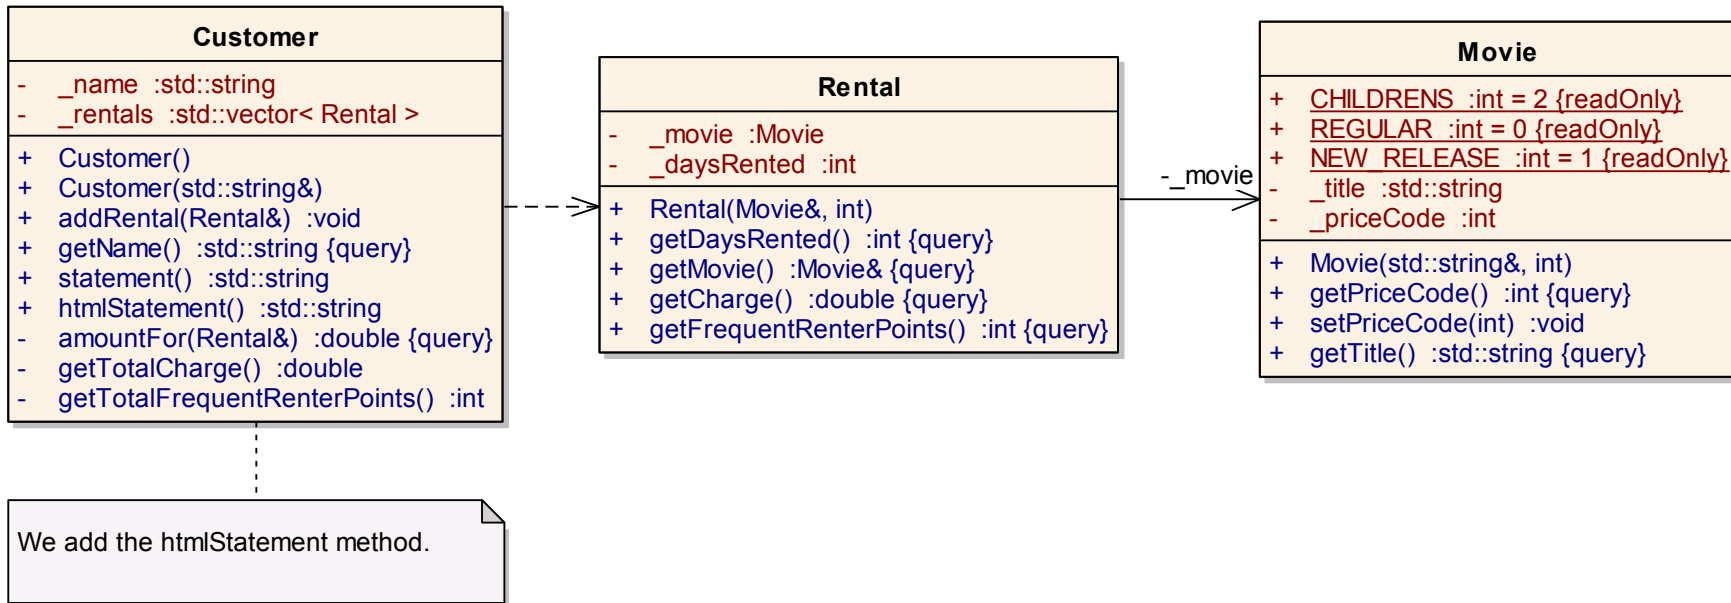 Customer
- _name :std::string
- _rentals :std::vector< Rental >
+ Customer()
+ Customer(std::string&)
+ addRental(Rental&) :void
+ getName() :std::string {query}
+ statement() :std::string
+ htmlStatement() :std::string
- amountFor(Rental&) :double {query}
- getTotalCharge() :double
- getTotalFrequentRenterPoints() :int
We add the htmlStatement method.
Rental
- _movie :Movie
- _daysRented :int
+ Rental(Movie&, int)
+ getDaysRented() :int {query}
+ getMovie() :Movie& {query}
+ getCharge() :double {query}
+ getFrequentRenterPoints() :int {query}
-_movie
Movie
+ CHILDRENS :int = 2 {readOnly}
+ REGULAR :int = 0 {readOnly}
+ NEW_RELEASE :int = 1 {readOnly}
- _title :std::string
- _priceCode :int
+ Movie(std::string&, int)
+ getPriceCode() :int {query}
+ setPriceCode(int) :void
+ getTitle() :std::string {query}